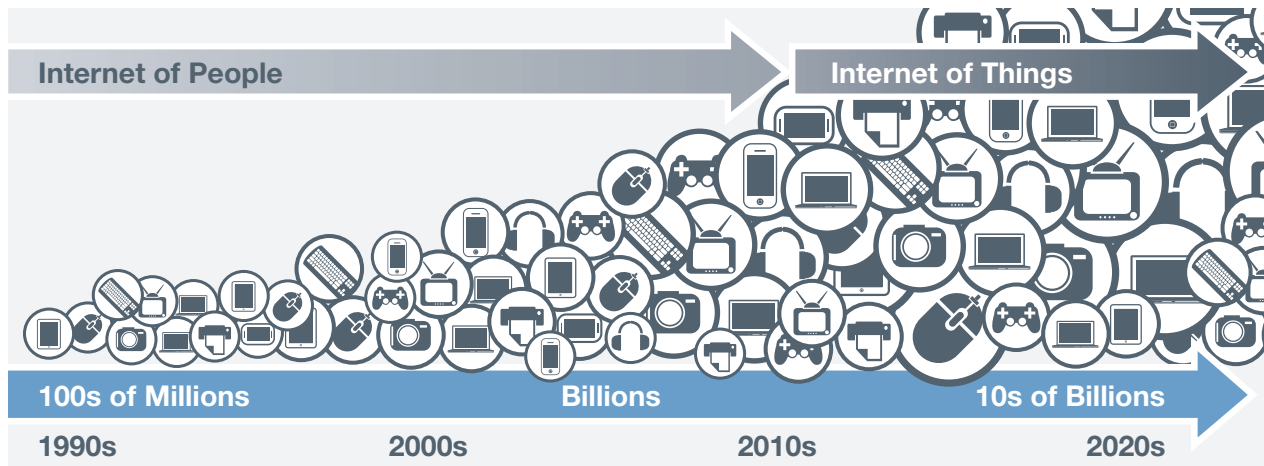 Internet of People
Internet of Things
100s of Millions
Billions
10s of Billions
1990s
2000s
2010s
2020s